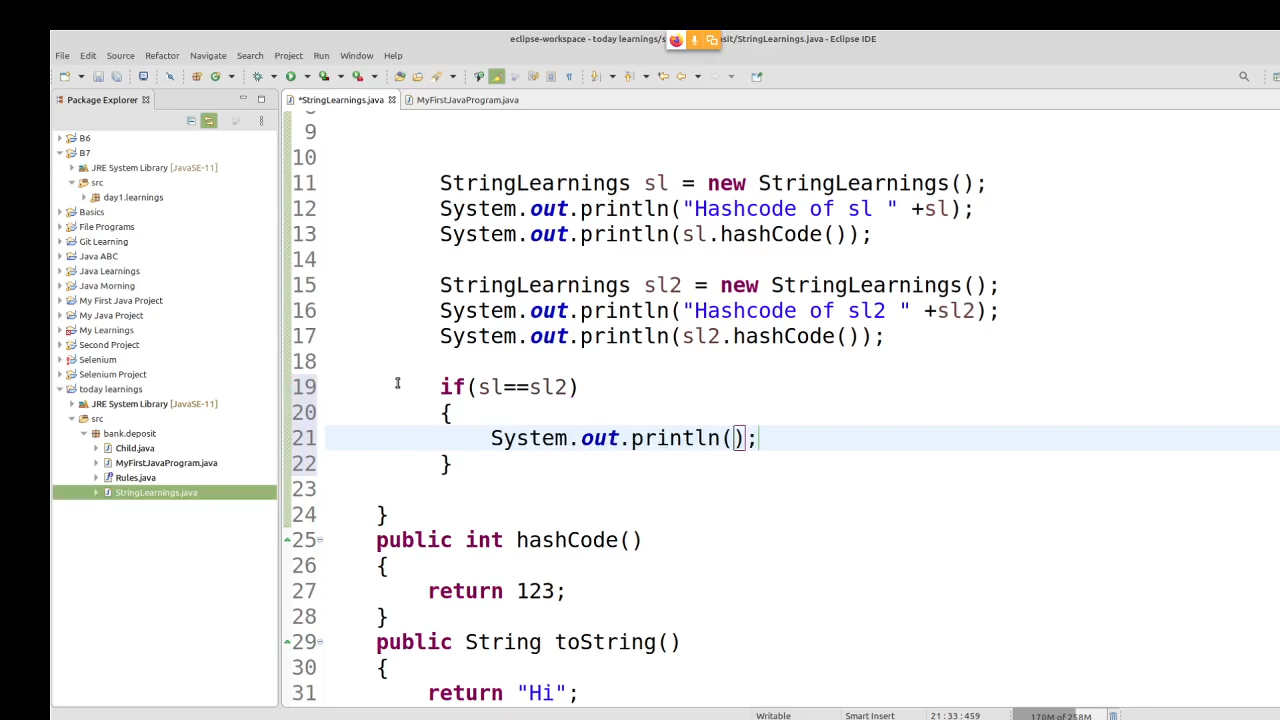 eclipse-workspace - today learnings/s
osit/StringLearnings.java - Eclipse IDE
File Edit Source Refactor Navigate Search Project Run Window Help
Package Explorer
*StringLearnings.java
MyFirstJavaProgram.java
B6
B7
JRE System Library [JavaSE-11]
src
day1.learnings
Basics
File Programs
Git Learning
Java ABC
Java Learnings
Java Morning
My First Java Project
My Java Project
My Learnings
Second Project
Selenium
Selenium Project
today learnings
JRE System Library [JavaSE-11]
src
bank.deposit
Child.java
MyFirstJavaProgram.java
Rules.java
StringLearnings.java
9
10
11 StringLearnings sl = new StringLearnings();
12 System.out.println("Hashcode of sl " +sl);
13 System.out.println(sl.hashCode());
14
15 StringLearnings sl2 = new StringLearnings();
16 System.out.println("Hashcode of sl2 " +sl2);
17 System.out.println(sl2.hashCode());
18
19 if(sl==sl2)
20 {
21 System.out.println();
22 }
23
24 }
25 public int hashCode()
26 {
27 return 123;
28 }
29 public String toString()
30 {
31 return "Hi";
Writable Smart Insert 21:33:459 170M of 258M